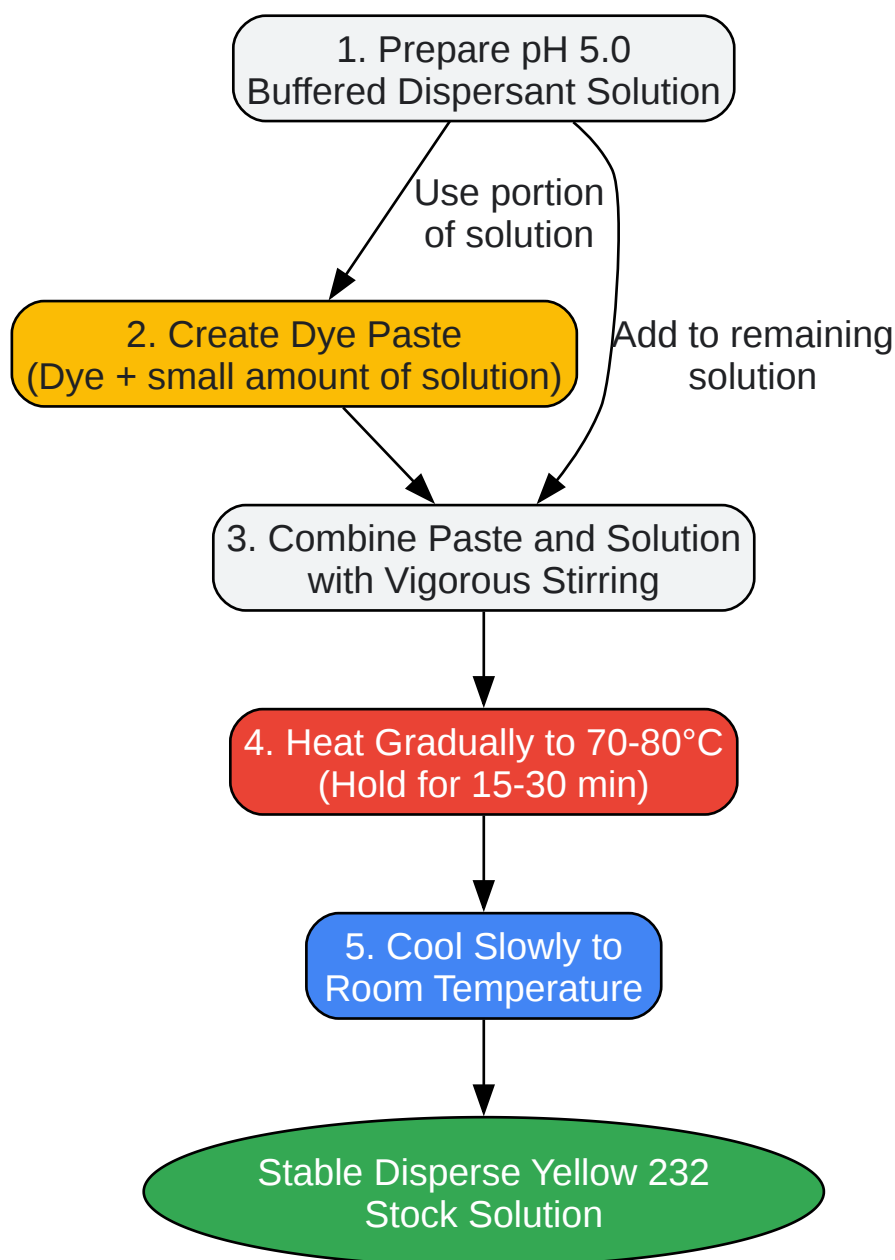 1. Prepare pH 5.0
Buffered Dispersant Solution
Use portion
of solution
2. Create Dye Paste
(Dye + small amount of solution)
Add to remaining
solution
3. Combine Paste and Solution
with Vigorous Stirring
4. Heat Gradually to 70-80°C
(Hold for 15-30 min)
5. Cool Slowly to
Room Temperature
Stable Disperse Yellow 232
Stock Solution